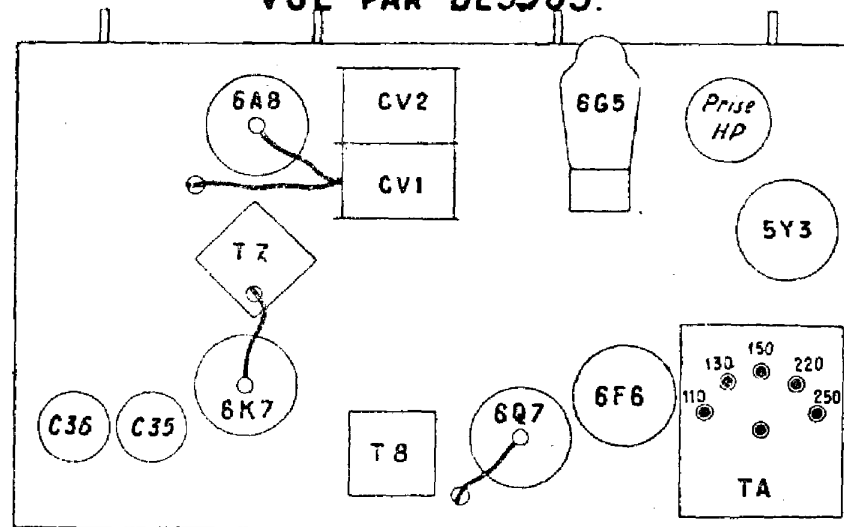 VUE PAR DESSUS.
6A8
CV2
6G5
Prise
HP
CV1
5Y3
T7
130
150
220
110
250
C36
C35
6K7
T8
6Q7
6F6
TA